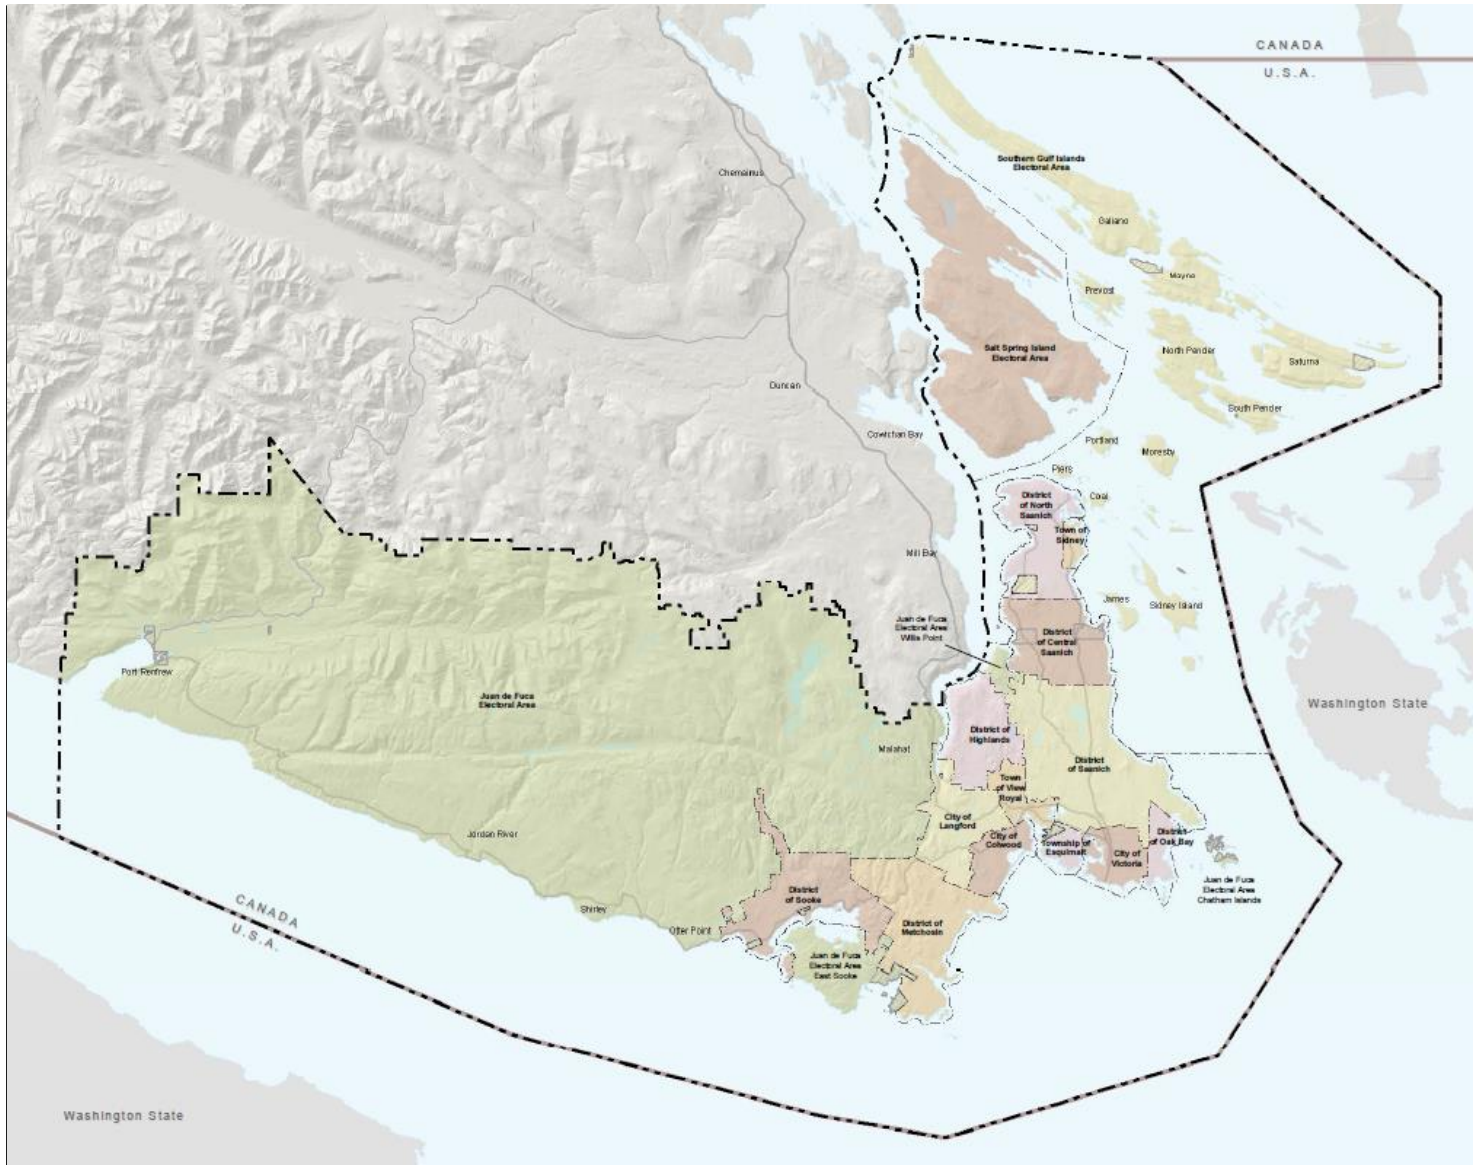 CANADA
U.S.A.
Chemainus
Southern Gulf Islands
Electoral Area
Galiano
Mayne
Prevost
Salt Spring Island
Electoral Area
North Pender
Saturna
Duncan
South Pender
Cowichan Bay
Portland
Moresby
Piers
Coal
District
of North
Saanich
Town of
Sidney
Mill Bay
James
Sidney Island
Juan de Fuca
Electoral Area
Willis Point
District
of Central
Saanich
Port Renfrew
Juan de Fuca
Electoral Area
Washington State
Malahat
District of
Highlands
District
of Saanich
Town
of View
Royal
City of
Langford
Jordan River
City of
Colwood
Township of
Esquimalt
City of
Victoria
District
of Oak Bay
Juan de Fuca
Electoral Area
Chatham Islands
District
of Sooke
Shirley
CANADA
U.S.A.
Otter Point
District of
Metchosin
Juan de Fuca
Electoral Area
East Sooke
Washington State